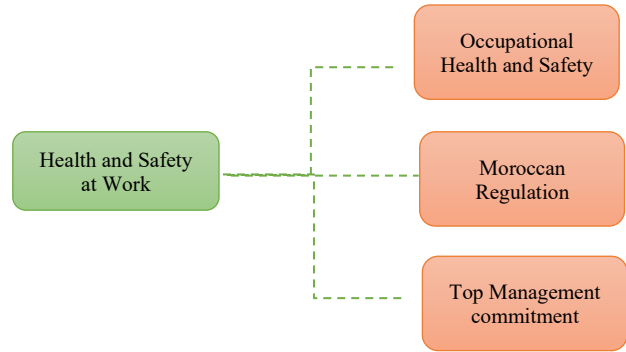 Occupational
Health and Safety
Health and Safety
at Work
Moroccan
Regulation
Top Management
commitment